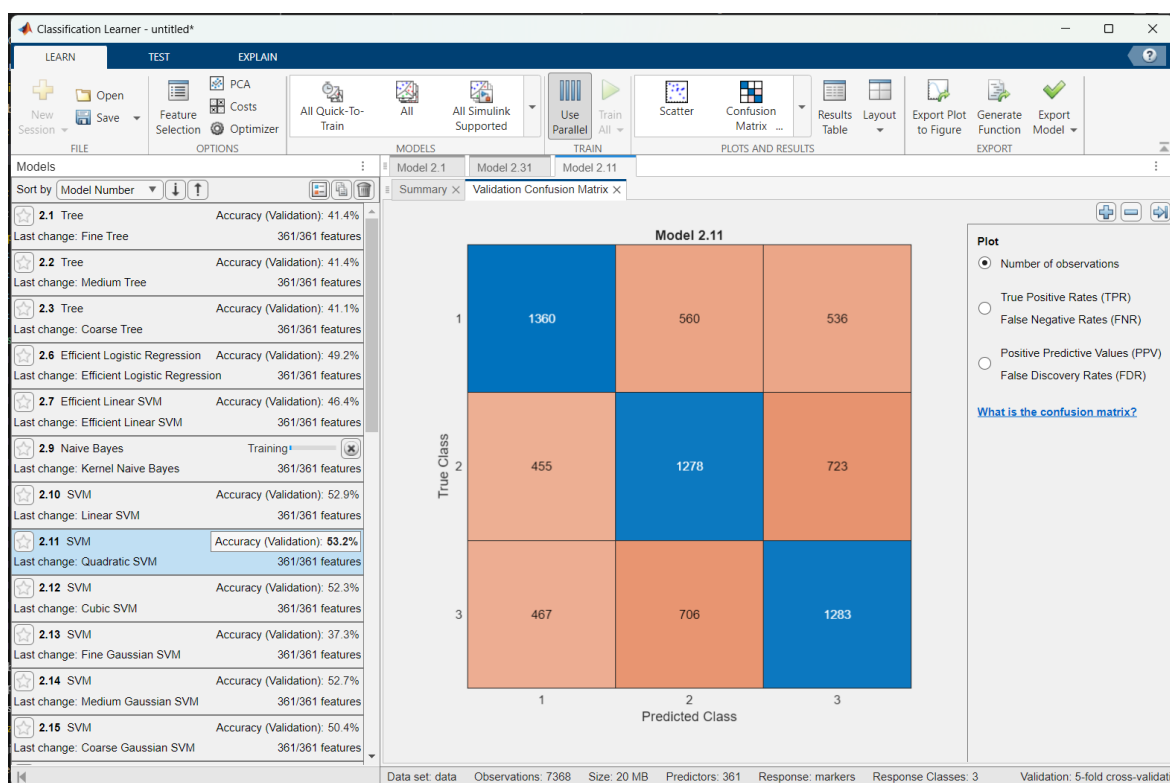 Classification Learner - untitled*
LEARN TEST EXPLAIN
New Session
Open
Save
FILE
Feature Selection
PCA
Costs
Optimizer
OPTIONS
All Quick-To-Train
All
All Simulink Supported
MODELS
Use Parallel
Train All
TRAIN
Scatter
Confusion Matrix ...
Results Table
Layout
PLOTS AND RESULTS
Export Plot to Figure
Generate Function
Export Model
EXPORT
Models
Sort by Model Number
2.1 Tree Accuracy (Validation): 41.4%
Last change: Fine Tree 361/361 features
2.2 Tree Accuracy (Validation): 41.4%
Last change: Medium Tree 361/361 features
2.3 Tree Accuracy (Validation): 41.1%
Last change: Coarse Tree 361/361 features
2.6 Efficient Logistic Regression Accuracy (Validation): 49.2%
Last change: Efficient Logistic Regression 361/361 features
2.7 Efficient Linear SVM Accuracy (Validation): 46.4%
Last change: Efficient Linear SVM 361/361 features
2.9 Naive Bayes Training
Last change: Kernel Naive Bayes 361/361 features
2.10 SVM Accuracy (Validation): 52.9%
Last change: Linear SVM 361/361 features
2.11 SVM Accuracy (Validation): 53.2%
Last change: Quadratic SVM 361/361 features
2.12 SVM Accuracy (Validation): 52.3%
Last change: Cubic SVM 361/361 features
2.13 SVM Accuracy (Validation): 37.3%
Last change: Fine Gaussian SVM 361/361 features
2.14 SVM Accuracy (Validation): 52.7%
Last change: Medium Gaussian SVM 361/361 features
2.15 SVM Accuracy (Validation): 50.4%
Last change: Coarse Gaussian SVM 361/361 features
Model 2.1 Model 2.31 Model 2.11
Summary Validation Confusion Matrix
Model 2.11
1 1360 560 536
2 455 1278 723
3 467 706 1283
True Class
1 2 3
Predicted Class
Plot
Number of observations
True Positive Rates (TPR)
False Negative Rates (FNR)
Positive Predictive Values (PPV)
False Discovery Rates (FDR)
What is the confusion matrix?
Data set: data Observations: 7368 Size: 20 MB Predictors: 361 Response: markers Response Classes: 3 Validation: 5-fold cross-validat